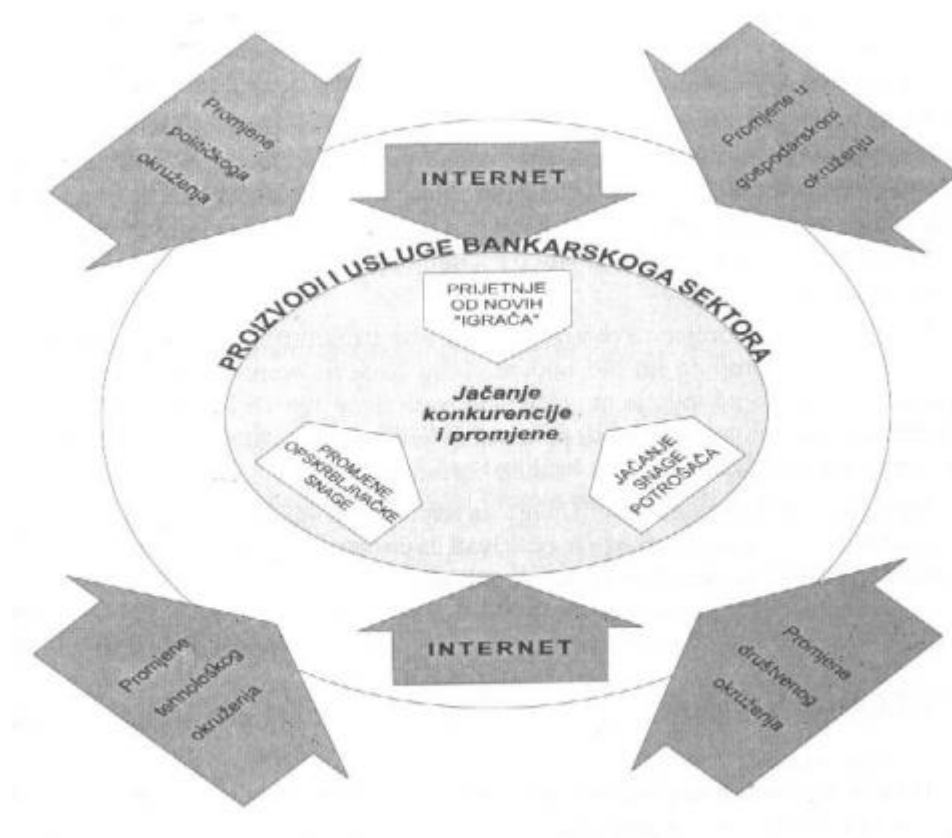 Promjene
političkoga
okruženja
Promjene u
gospodarskom
okruženju
INTERNET
PROIZVODI I USLUGE BANKARSKOGA SEKTORA
PRIJETNJE
OD NOVIH
"IGRAČA"
Jačanje
konkurencije
i promjene
PROMJENE
OPSKRBLJIVAČKE
SNAGE
JAČANJE
SNAGE
POTROŠAČA
INTERNET
Promjene
tehnološkog
okruženja
Promjene
društvenog
okruženja